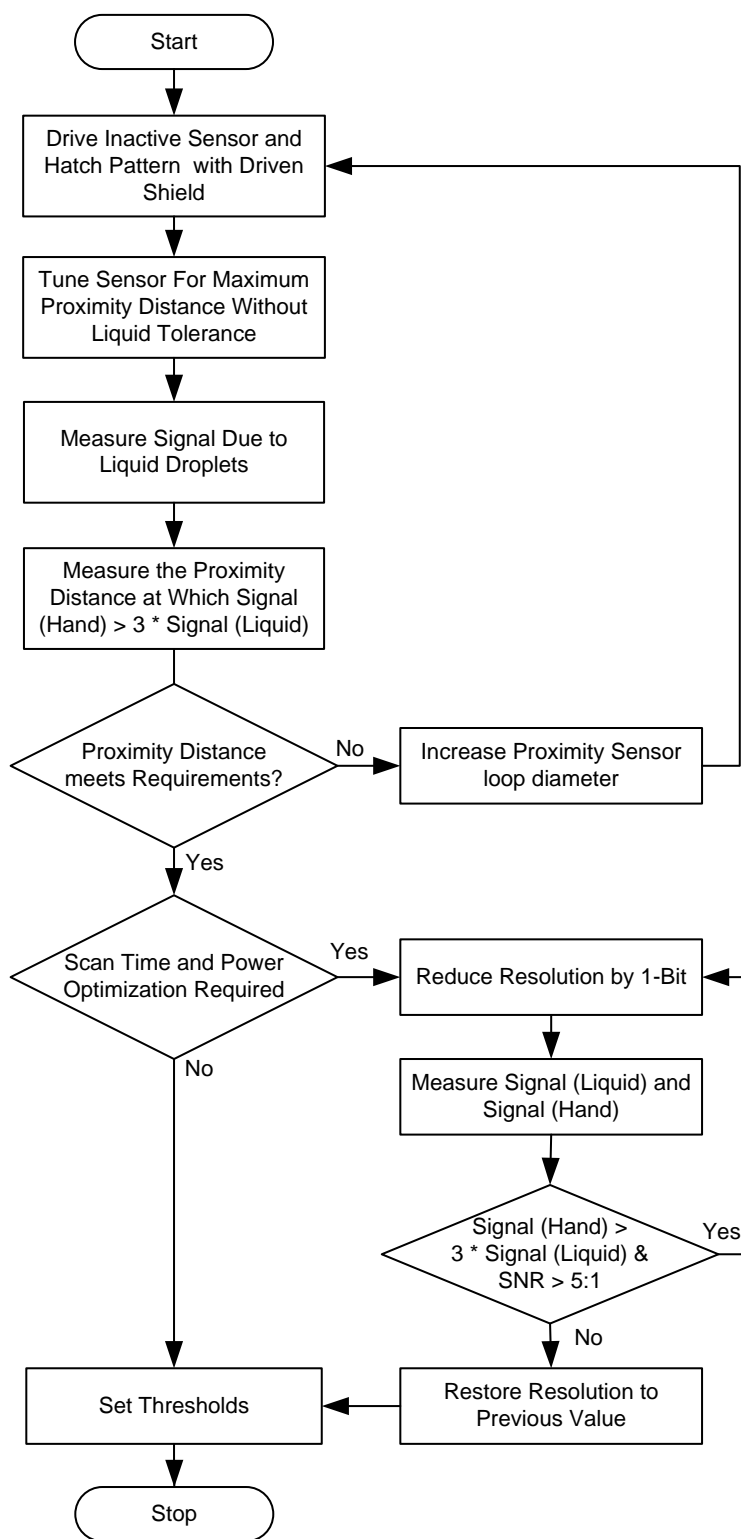 Start
Drive Inactive Sensor and
Hatch Pattern with Driven
Shield
Tune Sensor For Maximum
Proximity Distance Without
Liquid Tolerance
Measure Signal Due to
Liquid Droplets
Measure the Proximity
Distance at Which Signal
(Hand) > 3 * Signal (Liquid)
Proximity Distance
meets Requirements?
No
Increase Proximity Sensor
loop diameter
Yes
Scan Time and Power
Optimization Required
Yes
Reduce Resolution by 1-Bit
No
Measure Signal (Liquid) and
Signal (Hand)
Signal (Hand) >
3 * Signal (Liquid) &
SNR > 5:1
Yes
No
Set Thresholds
Restore Resolution to
Previous Value
Stop